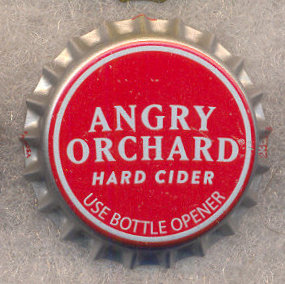 ANGRY
ORCHARD®
HARD CIDER
USE BOTTLE OPENER